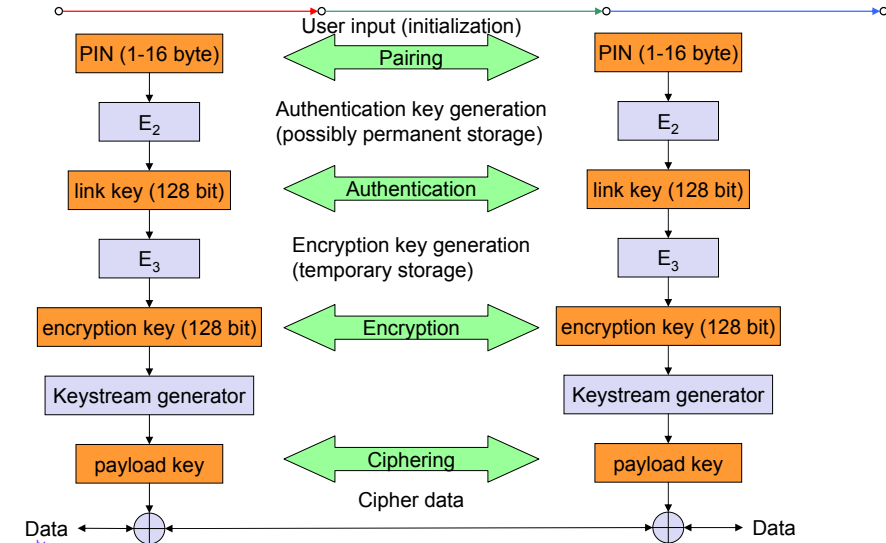 User input (initialization)
PIN (1-16 byte)
Pairing
PIN (1-16 byte)
E2
Authentication key generation
(possibly permanent storage)
E2
link key (128 bit)
Authentication
link key (128 bit)
E3
Encryption key generation
(temporary storage)
E3
encryption key (128 bit)
Encryption
encryption key (128 bit)
Keystream generator
Keystream generator
payload key
Ciphering
payload key
Cipher data
Data
Data